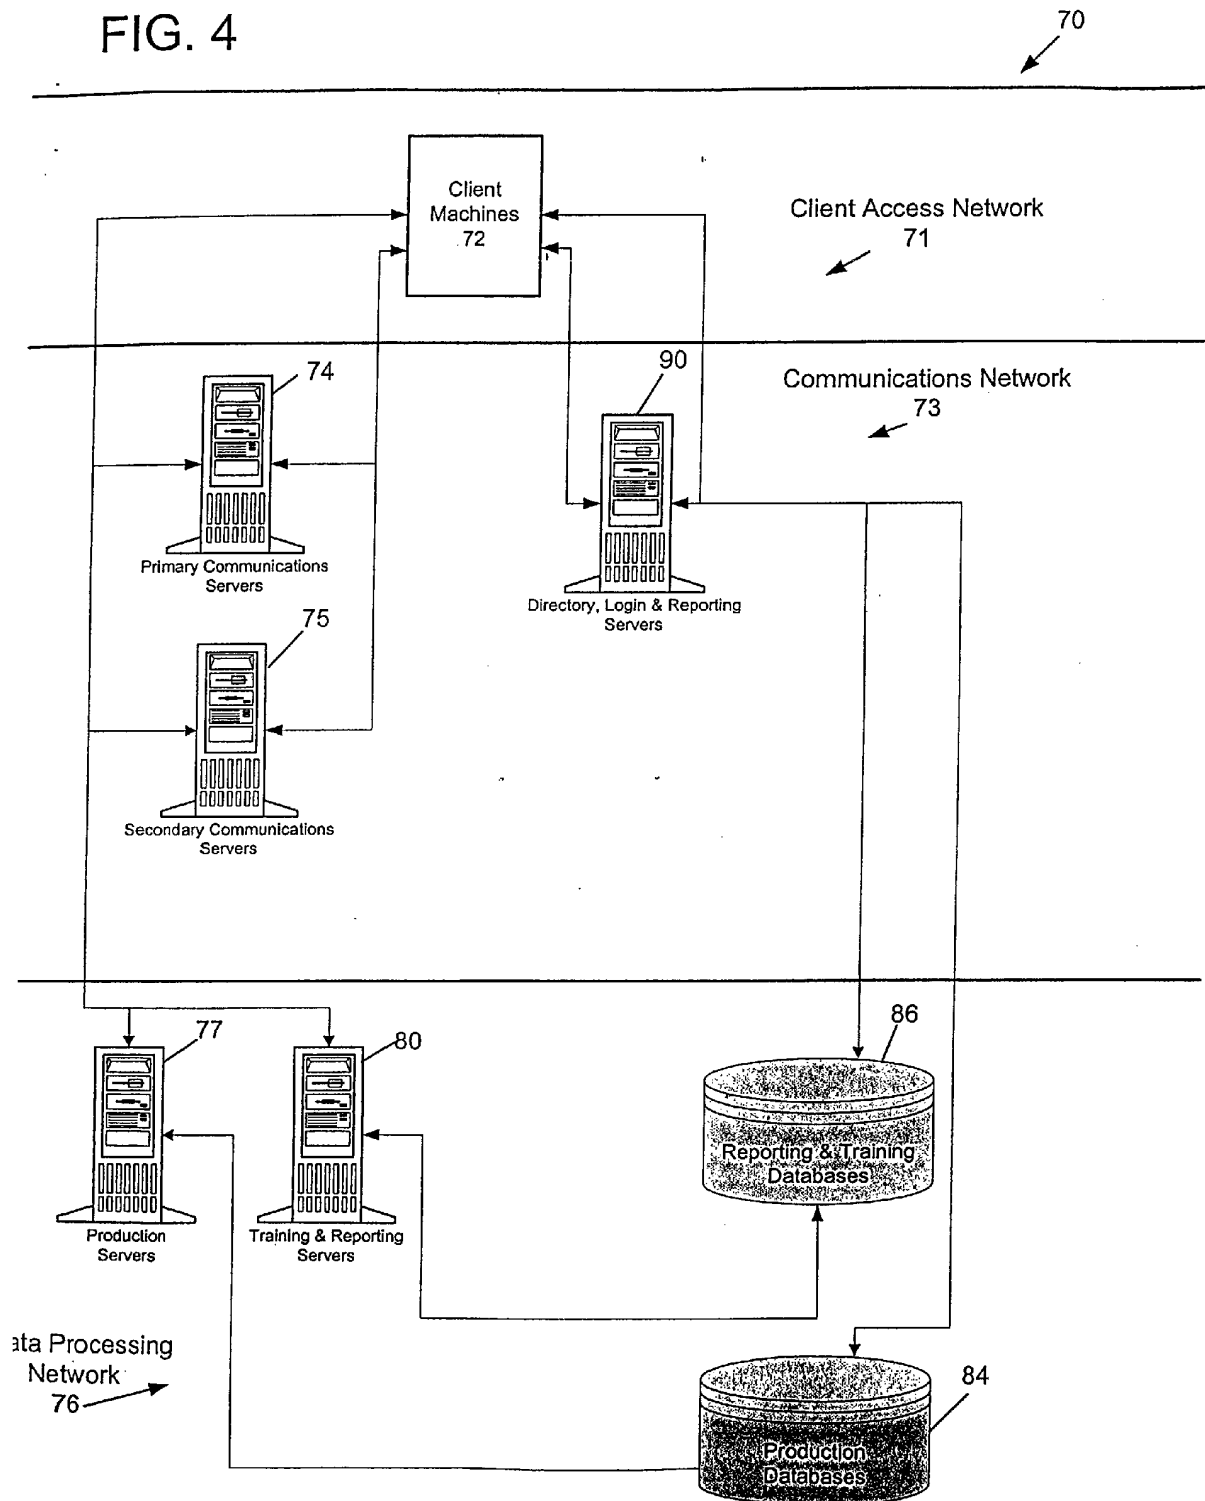 FIG. 4
70
Client
Machines
72
Client Access Network
71
74
90
Communications Network
73
Primary Communications
Servers
Directory, Login & Reporting
Servers
75
Secondary Communications
Servers
77
80
86
Reporting & Training
Databases
Production
Servers
Training & Reporting
Servers
ata Processing
Network
76
84
Production
Databases